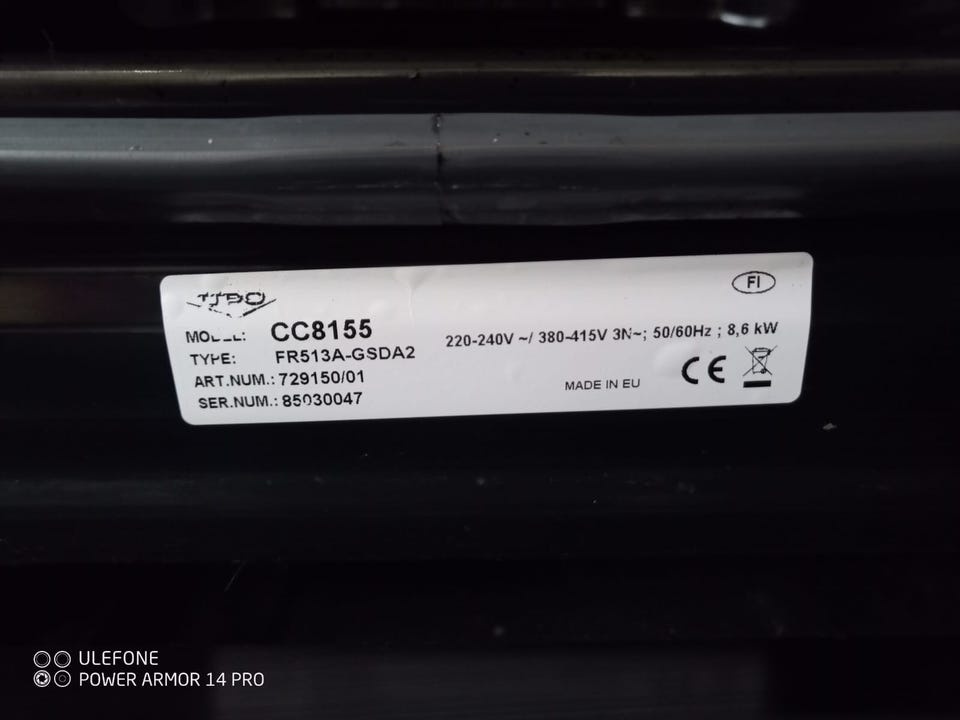 FI
CC8155
220-240V ~/ 380-415V 3N~; 50/60Hz ; 8,6 kW
TYPE: FR513A-GSDA2
ART.NUM.: 729150/01
MADE IN EU
CE
SER.NUM.: 85030047
ULEFONE
POWER ARMOR 14 PRO